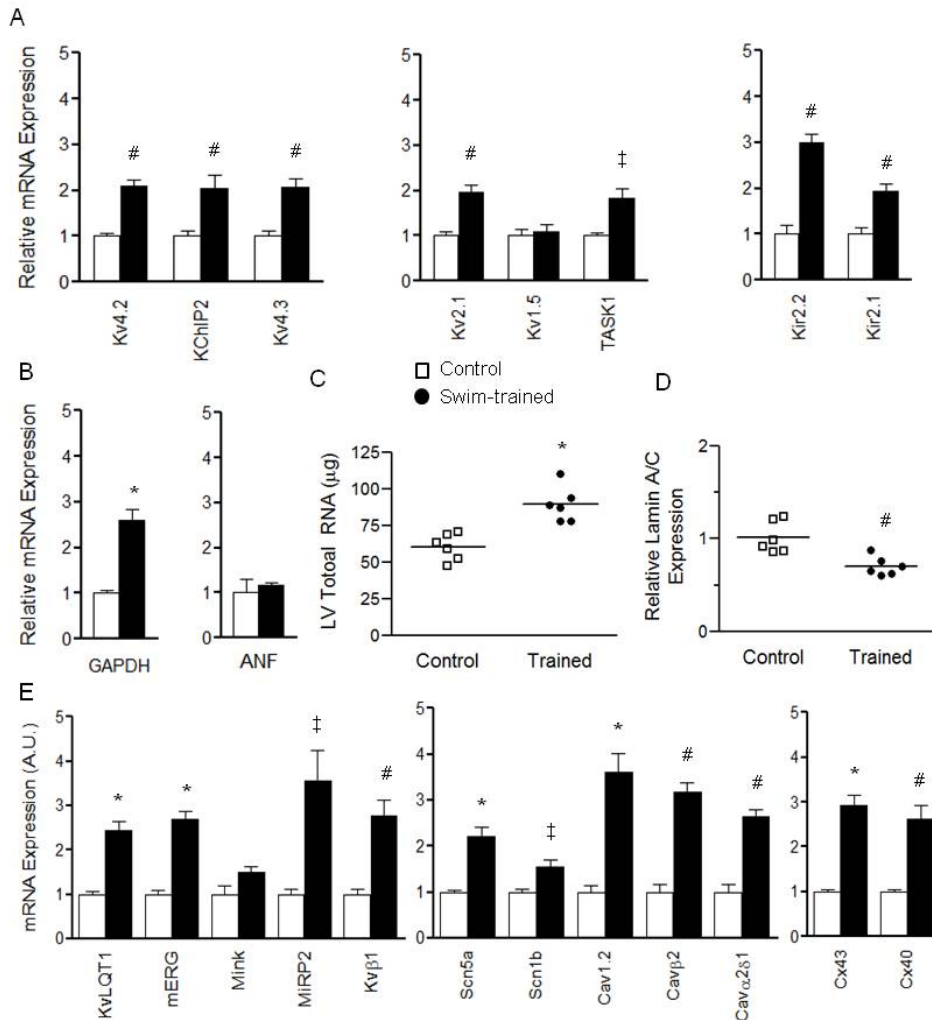 A
Relative mRNA Expression
5
4
3
2
1
0
# # #
Kv4.2 KChIP2 Kv4.3
5
4
3
2
1
0
# ‡
Kv2.1 Kv1.5 TASK1
5
4
3
2
1
0
# #
Kir2.2 Kir2.1
Control
Swim-trained
B
Relative mRNA Expression
5
4
3
2
1
0
*
GAPDH
5
4
3
2
1
0
ANF
C
LV Totoal RNA (µg)
125
100
75
50
25
0
*
Control Trained
D
Relative Lamin A/C
Expression
2
1
0
#
Control Trained
E
mRNA Expression (A.U.)
5
4
3
2
1
0
* * ‡ #
KvLQT1 mERG Mink MiRP2 Kvβ1
5
4
3
2
1
0
* ‡ * # #
Scn5a Scn1b Cav1.2 Cavβ2 Cavα2δ1
5
4
3
2
1
0
* #
Cx43 Cx40